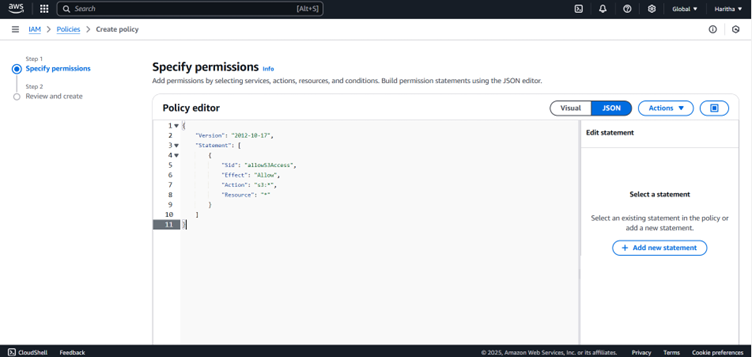 aws
Search [Alt+S] Global Haritha
IAM Policies Create policy
Step 1
Specify permissions
Step 2
Review and create
Specify permissions Info
Add permissions by selecting services, actions, resources, and conditions. Build permission statements using the JSON editor.
Policy editor Visual JSON Actions
1 {
2 "Version": "2012-10-17",
3 "Statement": [
4 {
5 "Sid": "allowS3Access",
6 "Effect": "Allow",
7 "Action": "s3:*",
8 "Resource": "*"
9 }
10 ]
11 }
Edit statement
Select a statement
Select an existing statement in the policy or
add a new statement.
+ Add new statement
CloudShell Feedback © 2025, Amazon Web Services, Inc. or its affiliates. Privacy Terms Cookie preferences